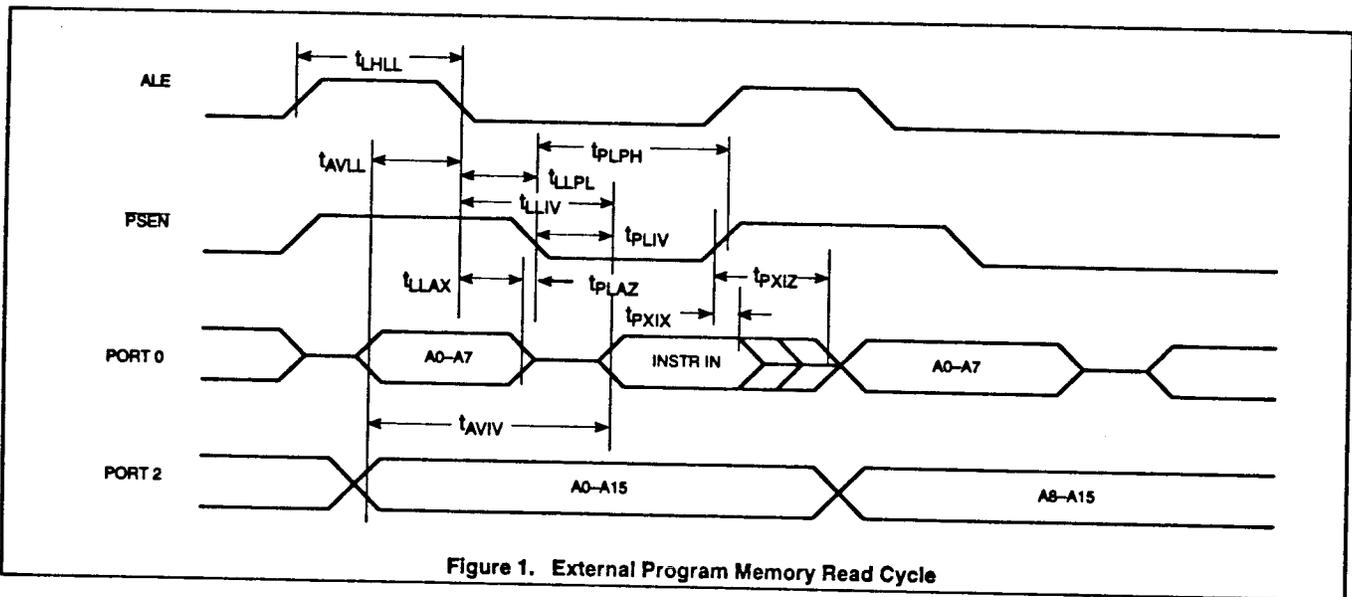 tLHLL
ALE
tPLPH
tAVLL
tLLPL
tLLIV
PSEN
tPLIV
tLLAX
tPLAZ
tPXIZ
tPXIX
PORT 0
A0–A7
INSTR IN
A0–A7
tAVIV
PORT 2
A0–A15
A8–A15
Figure 1. External Program Memory Read Cycle